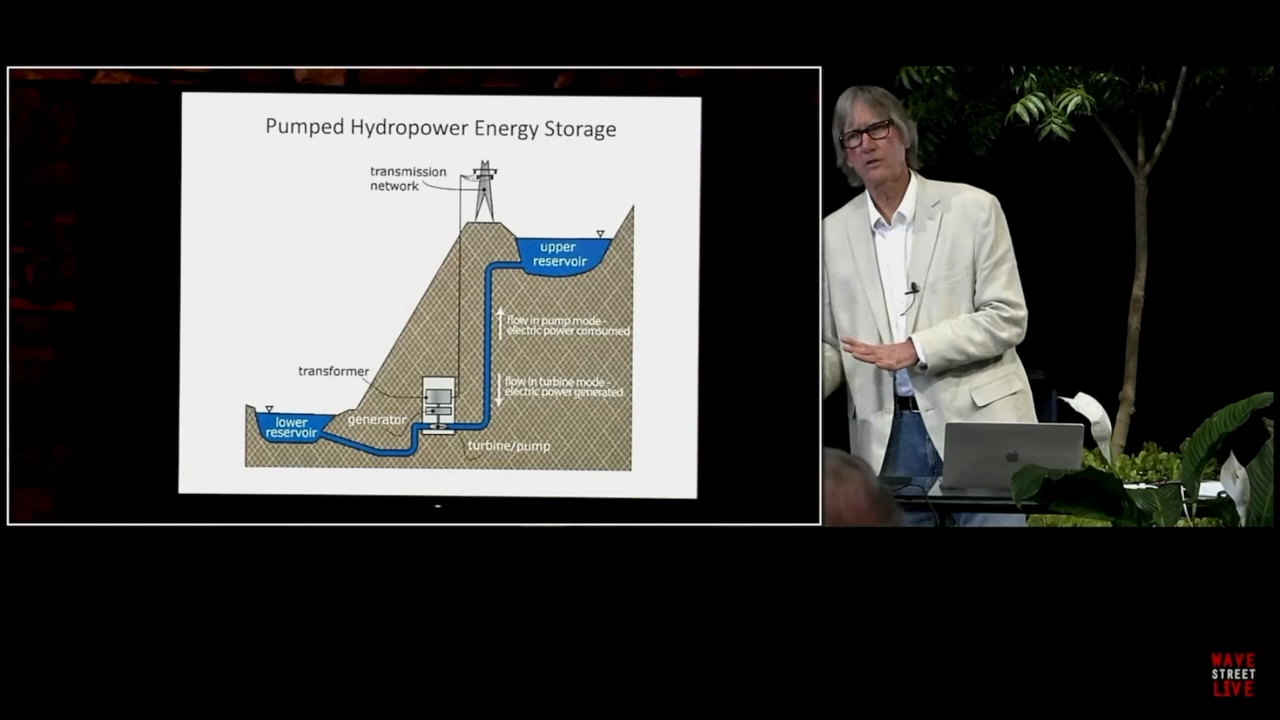 Pumped Hydropower Energy Storage
transmission
network
upper
reservoir
flow in pump mode -
electric power comsumed
transformer
flow in turbine mode -
electric power generated
lower
reservoir
generator
turbine/pump
WAVE
STREET
LIVE